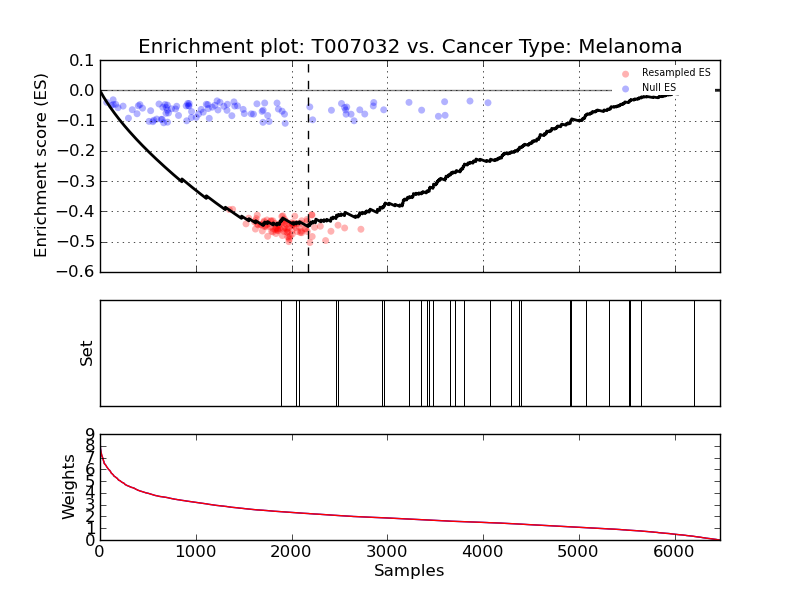 Enrichment plot: T007032 vs. Cancer Type: Melanoma
Enrichment score (ES)
0.1
0.0
−0.1
−0.2
−0.3
−0.4
−0.5
−0.6
Resampled ES
Null ES
Set
Weights
9
8
7
6
5
4
3
2
1
0
0 1000 2000 3000 4000 5000 6000
Samples